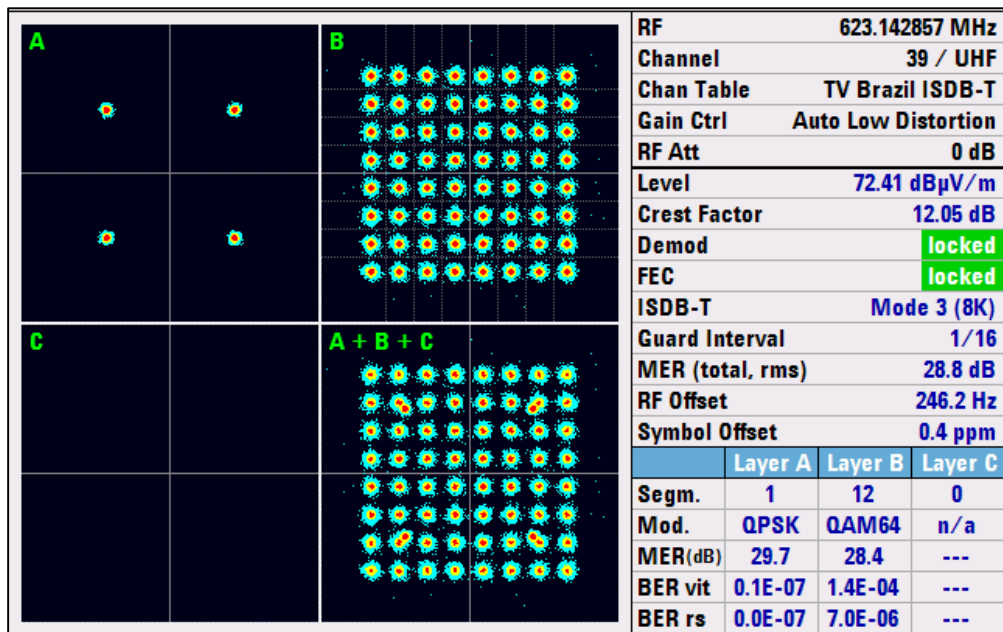 A
B
C
A + B + C
RF 623.142857 MHz
Channel 39 / UHF
Chan Table TV Brazil ISDB-T
Gain Ctrl Auto Low Distortion
RF Att 0 dB
Level 72.41 dBµV/m
Crest Factor 12.05 dB
Demod locked
FEC locked
ISDB-T Mode 3 (8K)
Guard Interval 1/16
MER (total, rms) 28.8 dB
RF Offset 246.2 Hz
Symbol Offset 0.4 ppm
Layer A Layer B Layer C
Segm. 1 12 0
Mod. QPSK QAM64 n/a
MER(dB) 29.7 28.4 ---
BER vit 0.1E-07 1.4E-04 ---
BER rs 0.0E-07 7.0E-06 ---